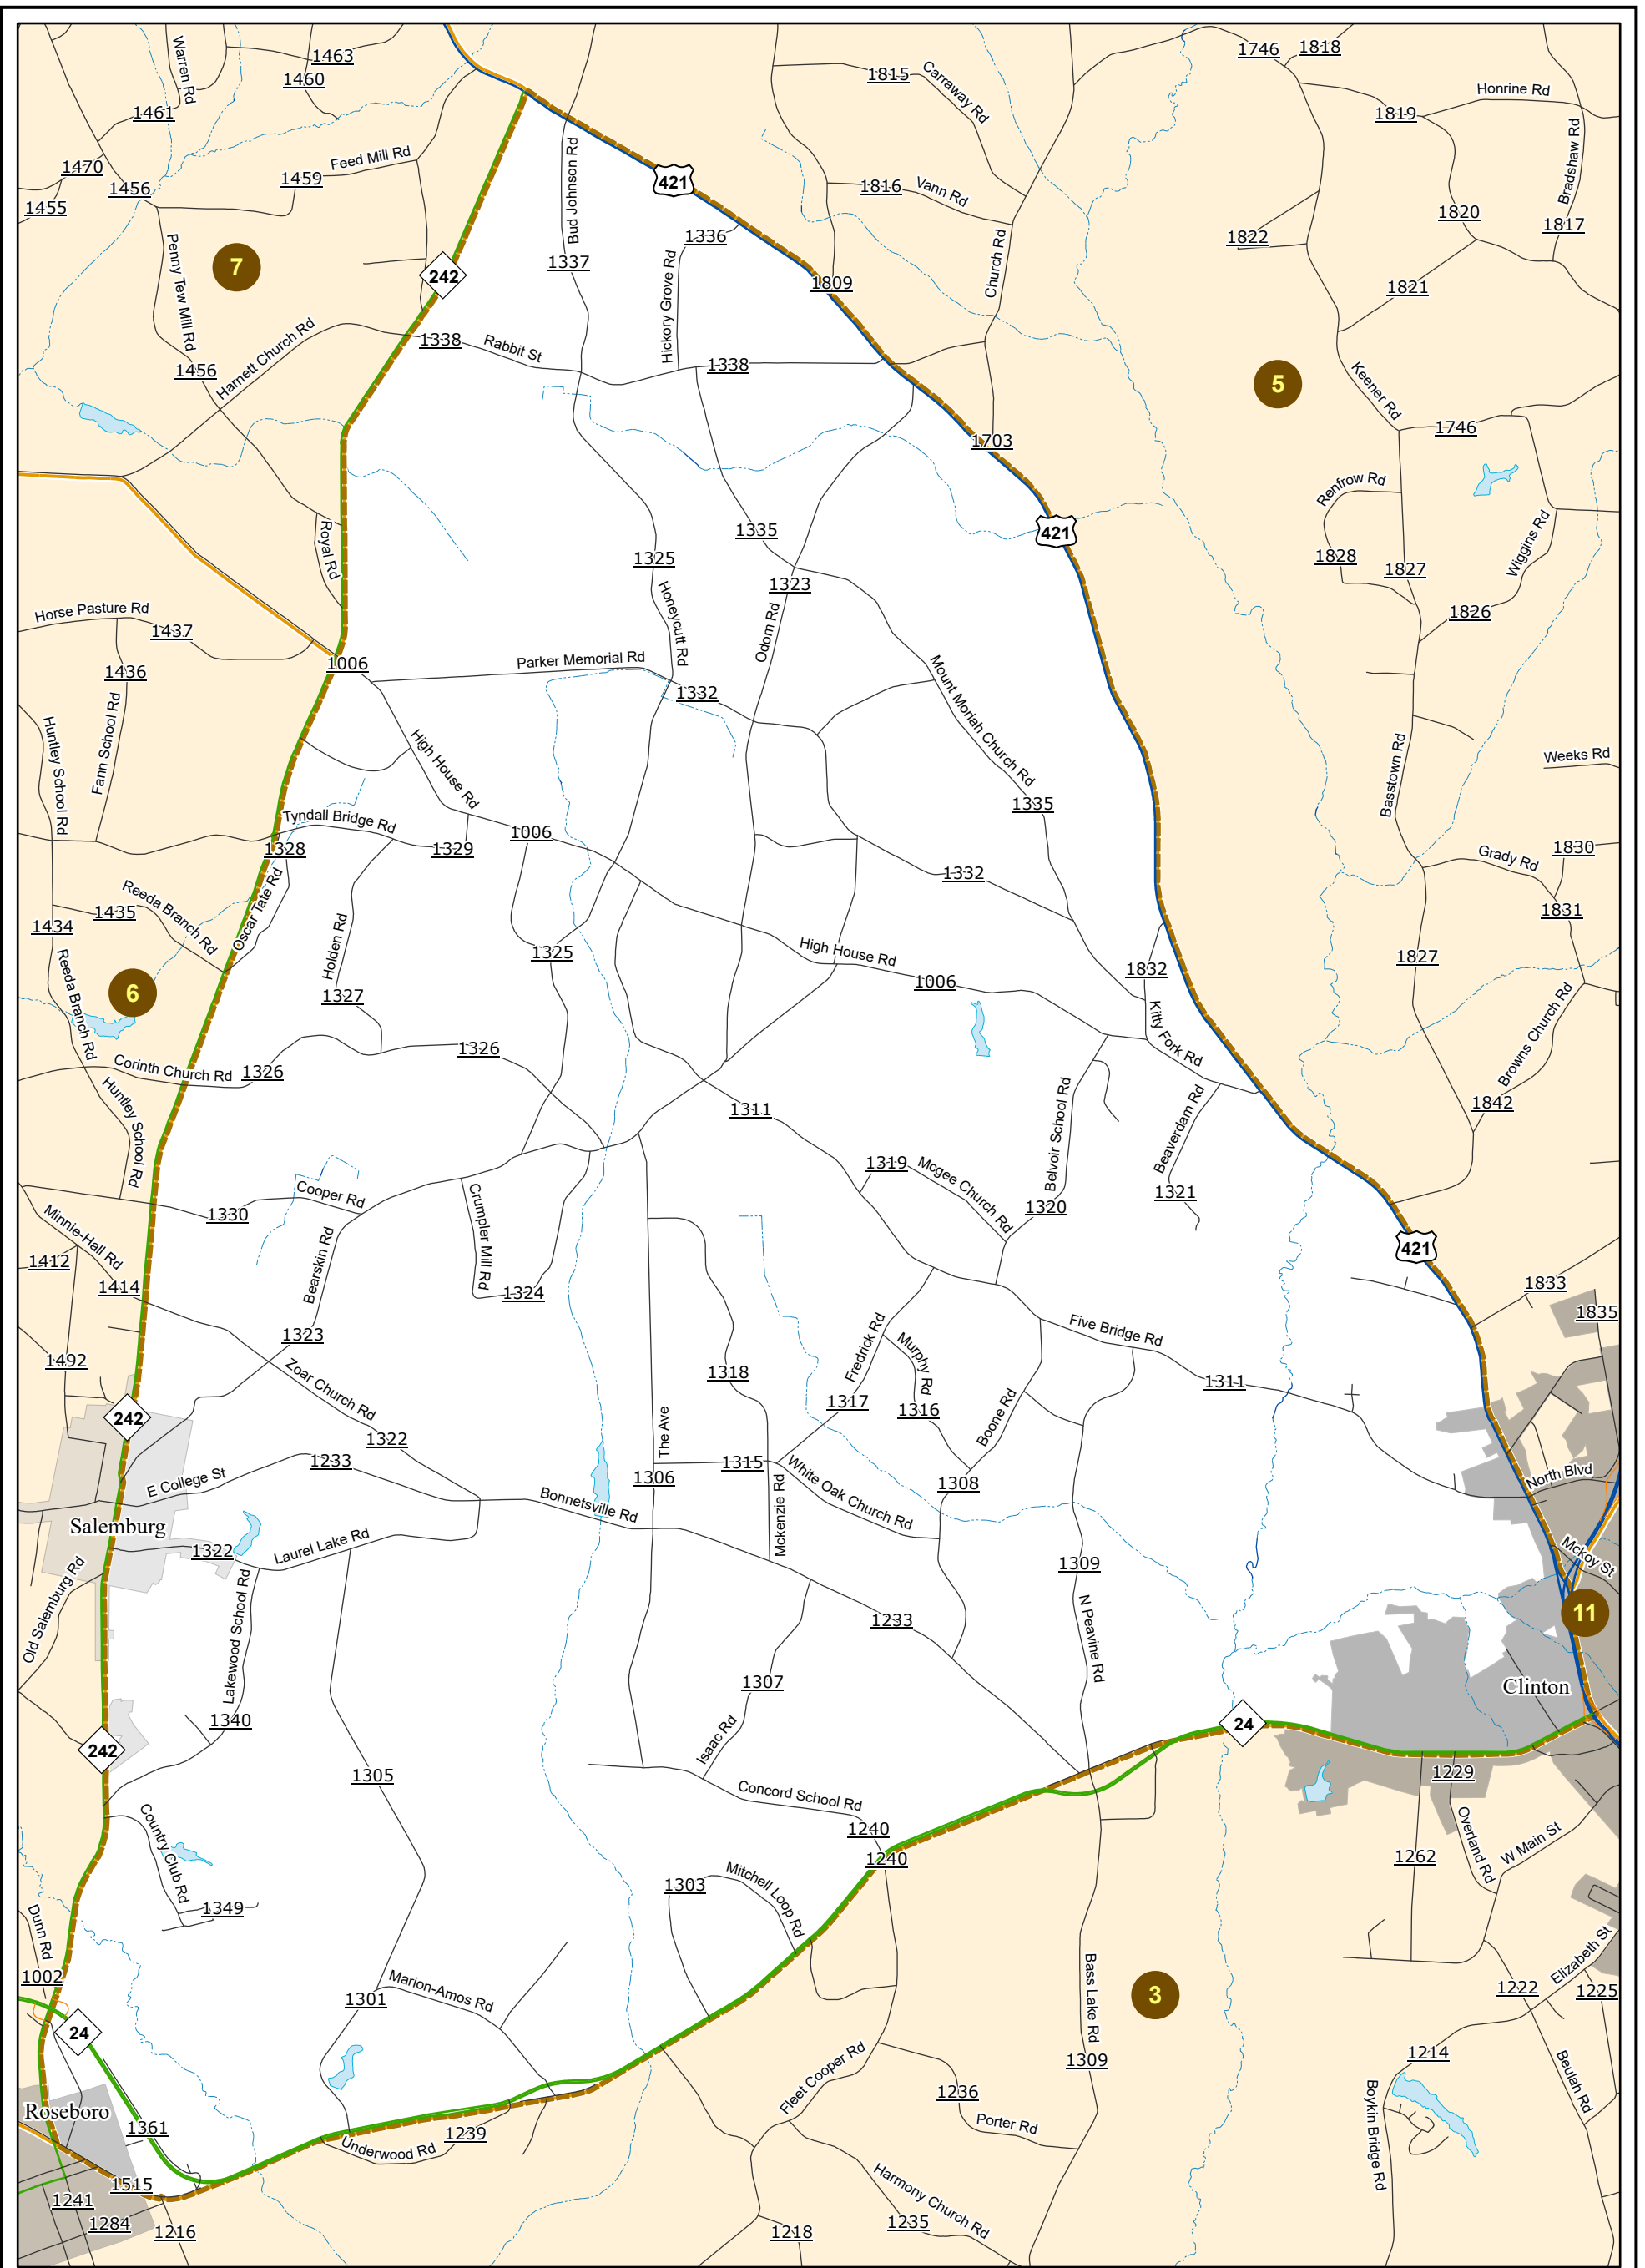 1463
1460
Warren Rd
1461
1470
1456
1455
Feed Mill Rd
1459
7
Penny Tew Mill Rd
1456
Harnett Church Rd
242
1338
Rabbit St
Bud Johnson Rd
1337
421
1336
Hickory Grove Rd
1338
1809
1815
Carraway Rd
1816
Vann Rd
Church Rd
1703
421
1746
1818
1819
Honrine Rd
Bradshaw Rd
1820
1817
1822
1821
5
Keener Rd
1746
Renfrow Rd
1828
1827
Wiggins Rd
1826
Basstown Rd
Weeks Rd
Grady Rd
1830
1831
1827
Browns Church Rd
1842
Royal Rd
Horse Pasture Rd
1437
1436
Fann School Rd
Huntley School Rd
1006
Parker Memorial Rd
1325
Honeycutt Rd
1335
1323
Odom Rd
1332
Mount Moriah Church Rd
1335
High House Rd
Tyndall Bridge Rd
1328
1329
1006
Oscar Tate Rd
Reeda Branch Rd
1435
1434
Reeda Branch Rd
6
Holden Rd
1327
1325
1332
High House Rd
1006
1832
Kitty Fork Rd
Corinth Church Rd
1326
1326
Huntley School Rd
1311
Belvoir School Rd
Beaverdam Rd
1319
Mcgee Church Rd
1320
1321
Cooper Rd
1330
Minnie-Hall Rd
1412
1414
Bearskin Rd
Crumpler Mill Rd
1324
1323
421
1833
1835
1492
Zoar Church Rd
1322
242
1318
Fredrick Rd
Murphy Rd
1317
1316
Five Bridge Rd
1311
Boone Rd
The Ave
1306
1315
Mckenzie Rd
White Oak Church Rd
1308
E College St
1233
Bonnetsville Rd
Salemburg
1322
Laurel Lake Rd
Lakewood School Rd
Old Salemburg Rd
1309
N Peavine Rd
1233
North Blvd
Mckoy St
11
Clinton
24
1307
Isaac Rd
1340
242
1305
Concord School Rd
1240
1240
1229
1262
Overland Rd
W Main St
Country Club Rd
1349
1303
Mitchell Loop Rd
Dunn Rd
1002
24
1301
Marion-Amos Rd
3
Bass Lake Rd
1309
1222
Elizabeth St
1225
1214
Beulah Rd
Boykin Bridge Rd
Roseboro
1361
Underwood Rd
1239
Fleet Cooper Rd
1236
Porter Rd
Harmony Church Rd
1235
1218
1515
1241
1284
1216